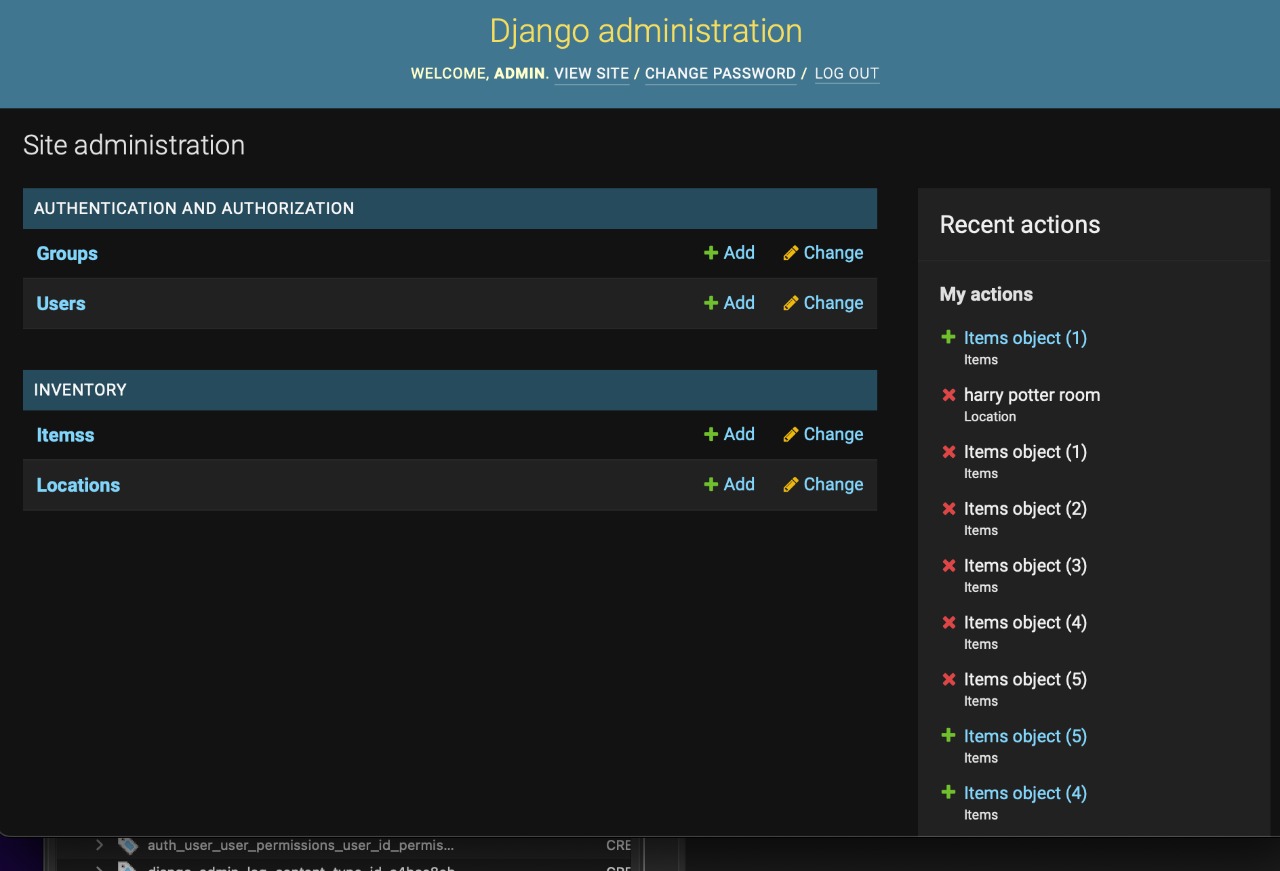 Django administration
WELCOME, ADMIN. VIEW SITE / CHANGE PASSWORD / LOG OUT
Site administration
AUTHENTICATION AND AUTHORIZATION
Groups Add Change
Users Add Change
INVENTORY
Itemss Add Change
Locations Add Change
Recent actions
My actions
Items object (1)
Items
harry potter room
Location
Items object (1)
Items
Items object (2)
Items
Items object (3)
Items
Items object (4)
Items
Items object (5)
Items
Items object (5)
Items
Items object (4)
Items
auth_user_user_permissions_user_id_permis... CRE